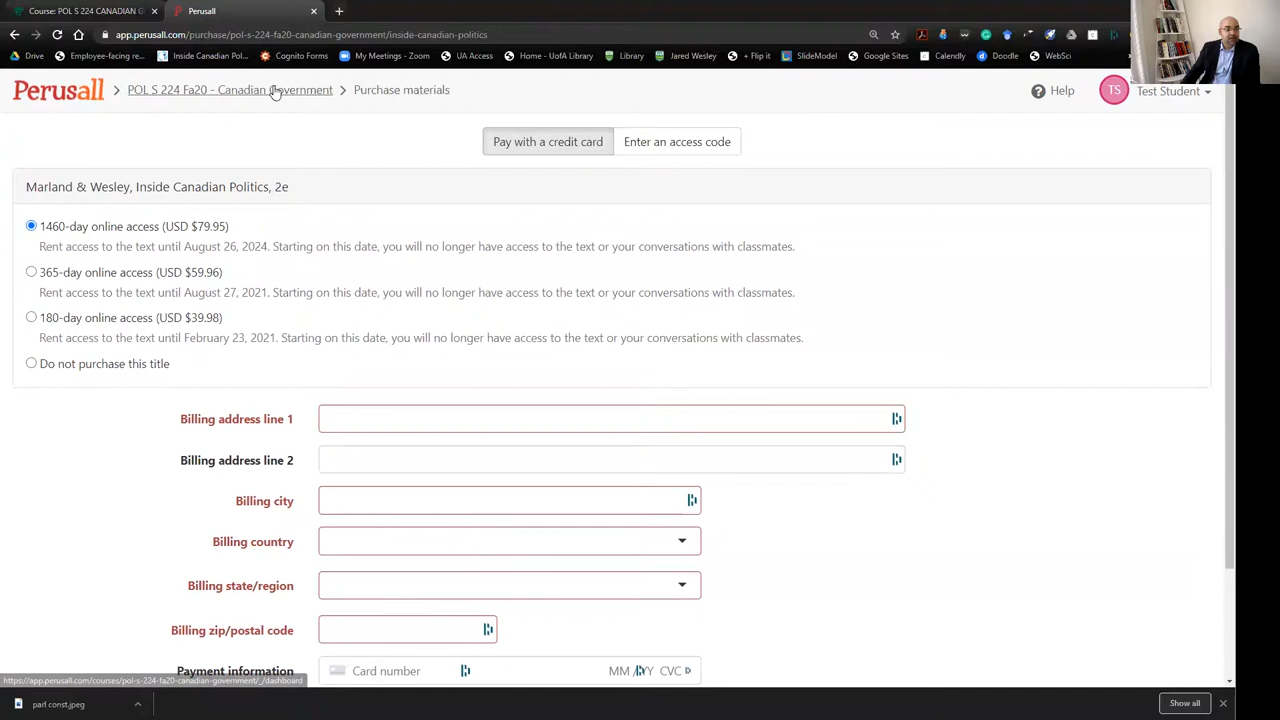 Course: POL S 224 CANADIAN G
Perusall
app.perusall.com/purchase/pol-s-224-fa20-canadian-government/inside-canadian-politics
Drive
Employee-facing re...
Inside Canadian Poli...
Cognito Forms
My Meetings - Zoom
UA Access
Home - UofA Library
Library
Jared Wesley
+ Flip it
SlideModel
Google Sites
Calendly
Doodle
WebSci
Perusall > POL S 224 Fa20 - Canadian Government > Purchase materials
Help
TS
Test Student
Pay with a credit card
Enter an access code
Marland & Wesley, Inside Canadian Politics, 2e
1460-day online access (USD $79.95)
Rent access to the text until August 26, 2024. Starting on this date, you will no longer have access to the text or your conversations with classmates.
365-day online access (USD $59.96)
Rent access to the text until August 27, 2021. Starting on this date, you will no longer have access to the text or your conversations with classmates.
180-day online access (USD $39.98)
Rent access to the text until February 23, 2021. Starting on this date, you will no longer have access to the text or your conversations with classmates.
Do not purchase this title
Billing address line 1
Billing address line 2
Billing city
Billing country
Billing state/region
Billing zip/postal code
Payment information
Card number
MM / YY CVC
https://app.perusall.com/courses/pol-s-224-fa20-canadian-government/_/dashboard
parl const.jpeg
Show all